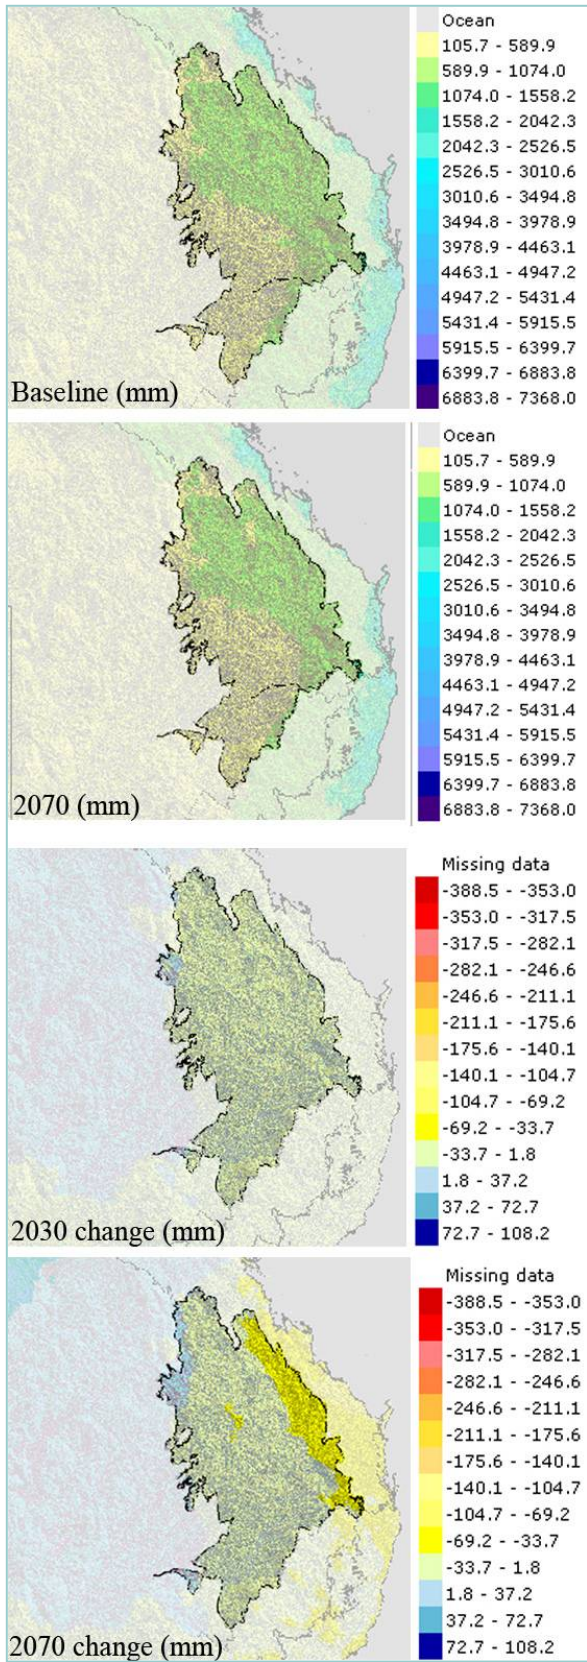 Ocean
105.7 - 589.9
589.9 - 1074.0
1074.0 - 1558.2
1558.2 - 2042.3
2042.3 - 2526.5
2526.5 - 3010.6
3010.6 - 3494.8
3494.8 - 3978.9
3978.9 - 4463.1
4463.1 - 4947.2
4947.2 - 5431.4
5431.4 - 5915.5
5915.5 - 6399.7
6399.7 - 6883.8
6883.8 - 7368.0
Baseline (mm)
Ocean
105.7 - 589.9
589.9 - 1074.0
1074.0 - 1558.2
1558.2 - 2042.3
2042.3 - 2526.5
2526.5 - 3010.6
3010.6 - 3494.8
3494.8 - 3978.9
3978.9 - 4463.1
4463.1 - 4947.2
4947.2 - 5431.4
5431.4 - 5915.5
5915.5 - 6399.7
6399.7 - 6883.8
6883.8 - 7368.0
2070 (mm)
Missing data
-388.5 - -353.0
-353.0 - -317.5
-317.5 - -282.1
-282.1 - -246.6
-246.6 - -211.1
-211.1 - -175.6
-175.6 - -140.1
-140.1 - -104.7
-104.7 - -69.2
-69.2 - -33.7
-33.7 - 1.8
1.8 - 37.2
37.2 - 72.7
72.7 - 108.2
2030 change (mm)
Missing data
-388.5 - -353.0
-353.0 - -317.5
-317.5 - -282.1
-282.1 - -246.6
-246.6 - -211.1
-211.1 - -175.6
-175.6 - -140.1
-140.1 - -104.7
-104.7 - -69.2
-69.2 - -33.7
-33.7 - 1.8
1.8 - 37.2
37.2 - 72.7
72.7 - 108.2
2070 change (mm)